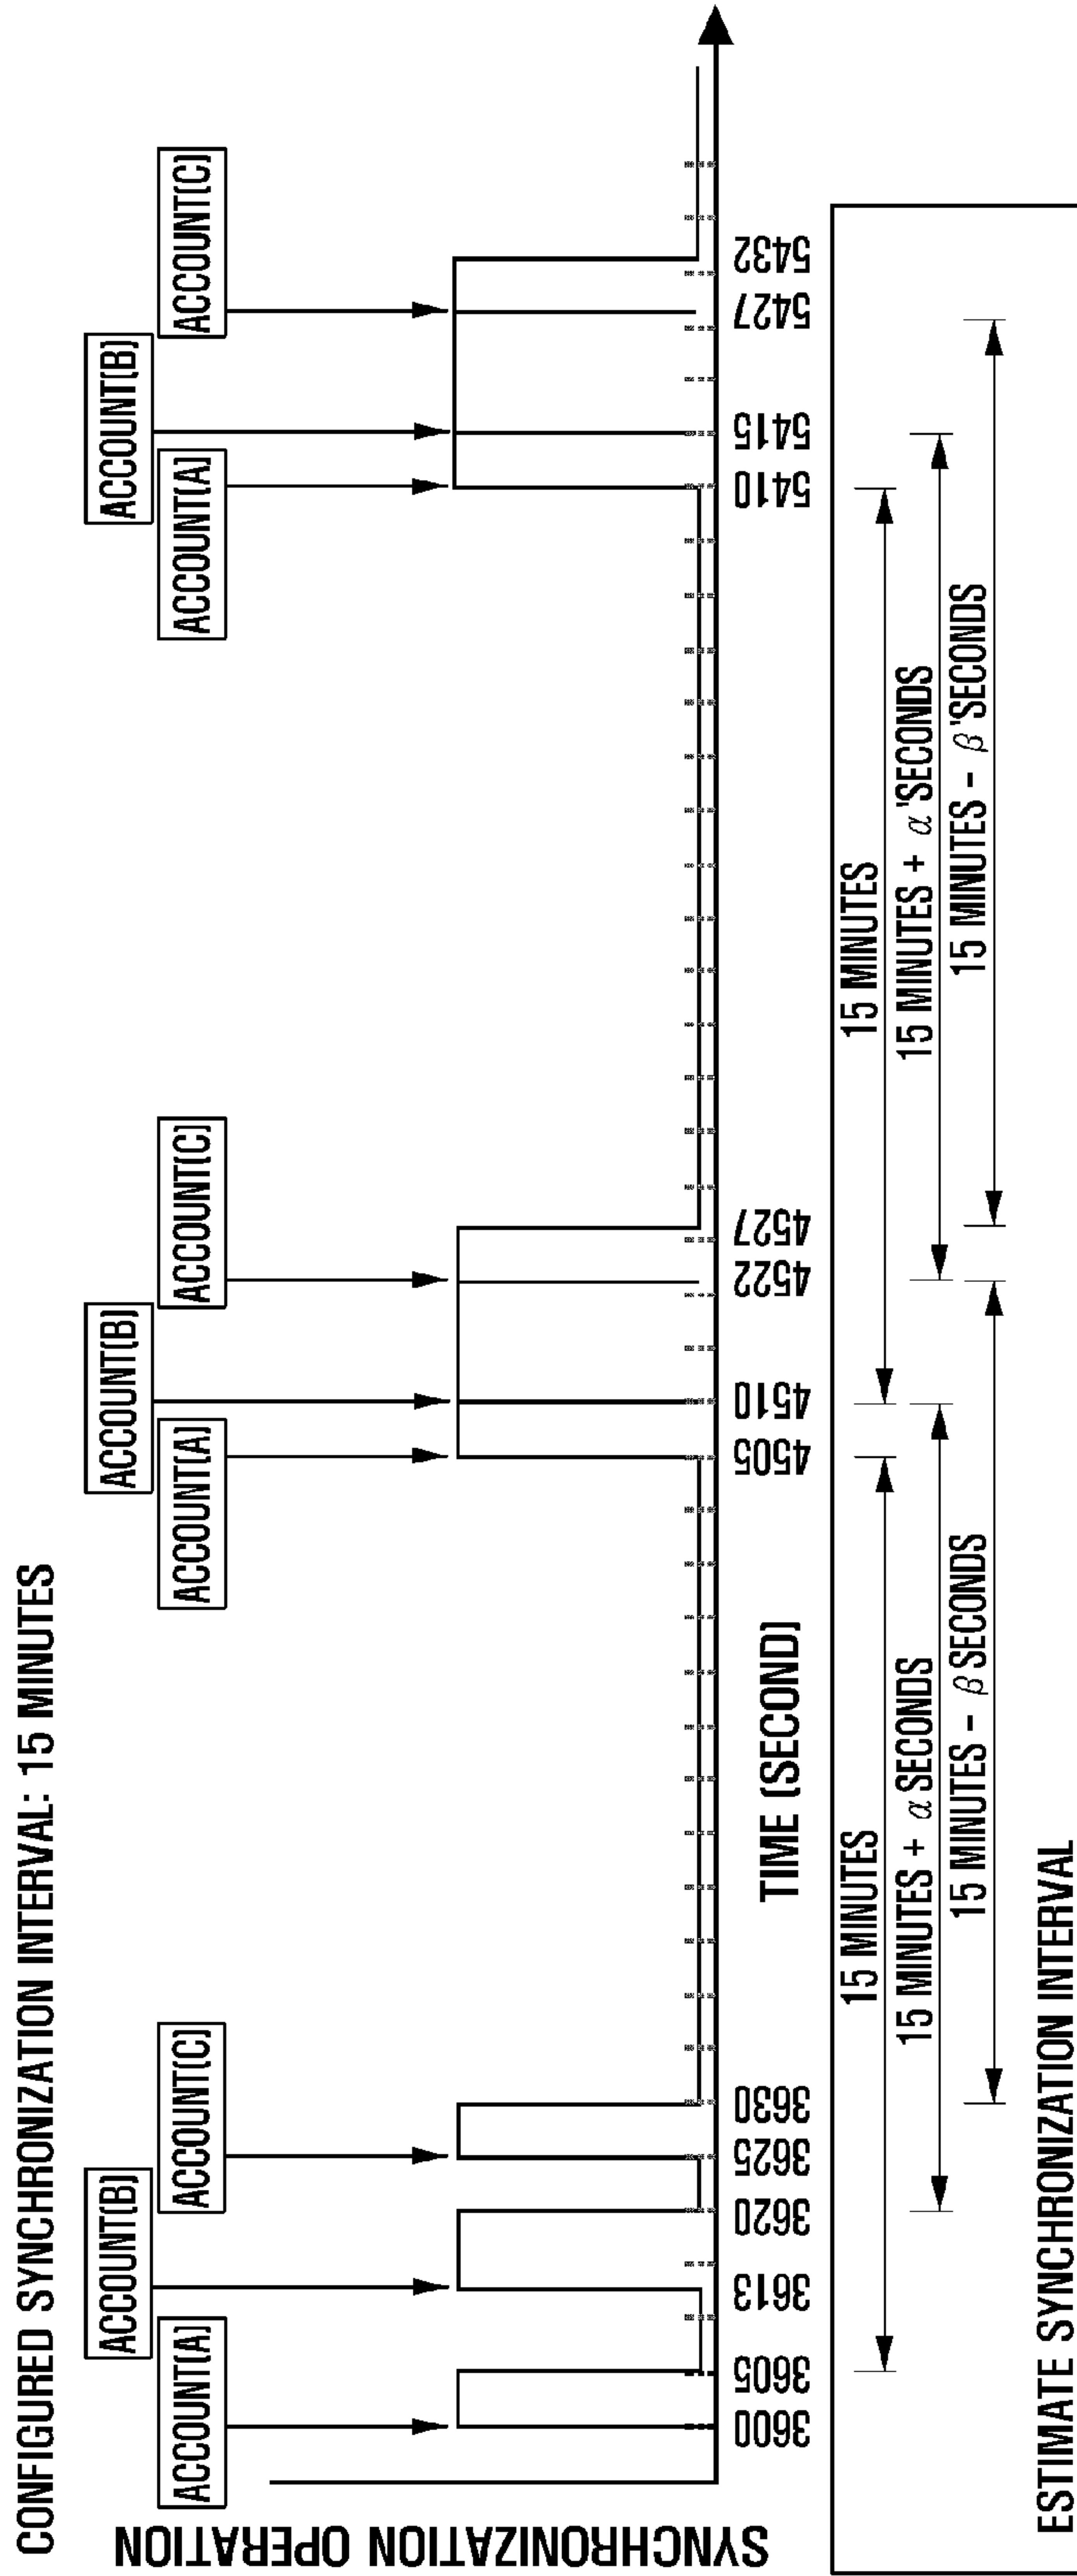 CONFIGURED SYNCHRONIZATION INTERVAL: 15 MINUTES
SYNCHRONIZATION OPERATION
ACCOUNT(A)
ACCOUNT(B)
ACCOUNT(C)
ACCOUNT(A)
ACCOUNT(B)
ACCOUNT(C)
ACCOUNT(A)
ACCOUNT(B)
ACCOUNT(C)
3600
3605
3613
3620
3625
3630
4505
4510
4522
4527
5410
5415
5427
5432
TIME (SECOND)
15 MINUTES
15 MINUTES
15 MINUTES + α SECONDS
15 MINUTES + α'SECONDS
15 MINUTES - β SECONDS
15 MINUTES - β'SECONDS
ESTIMATE SYNCHRONIZATION INTERVAL